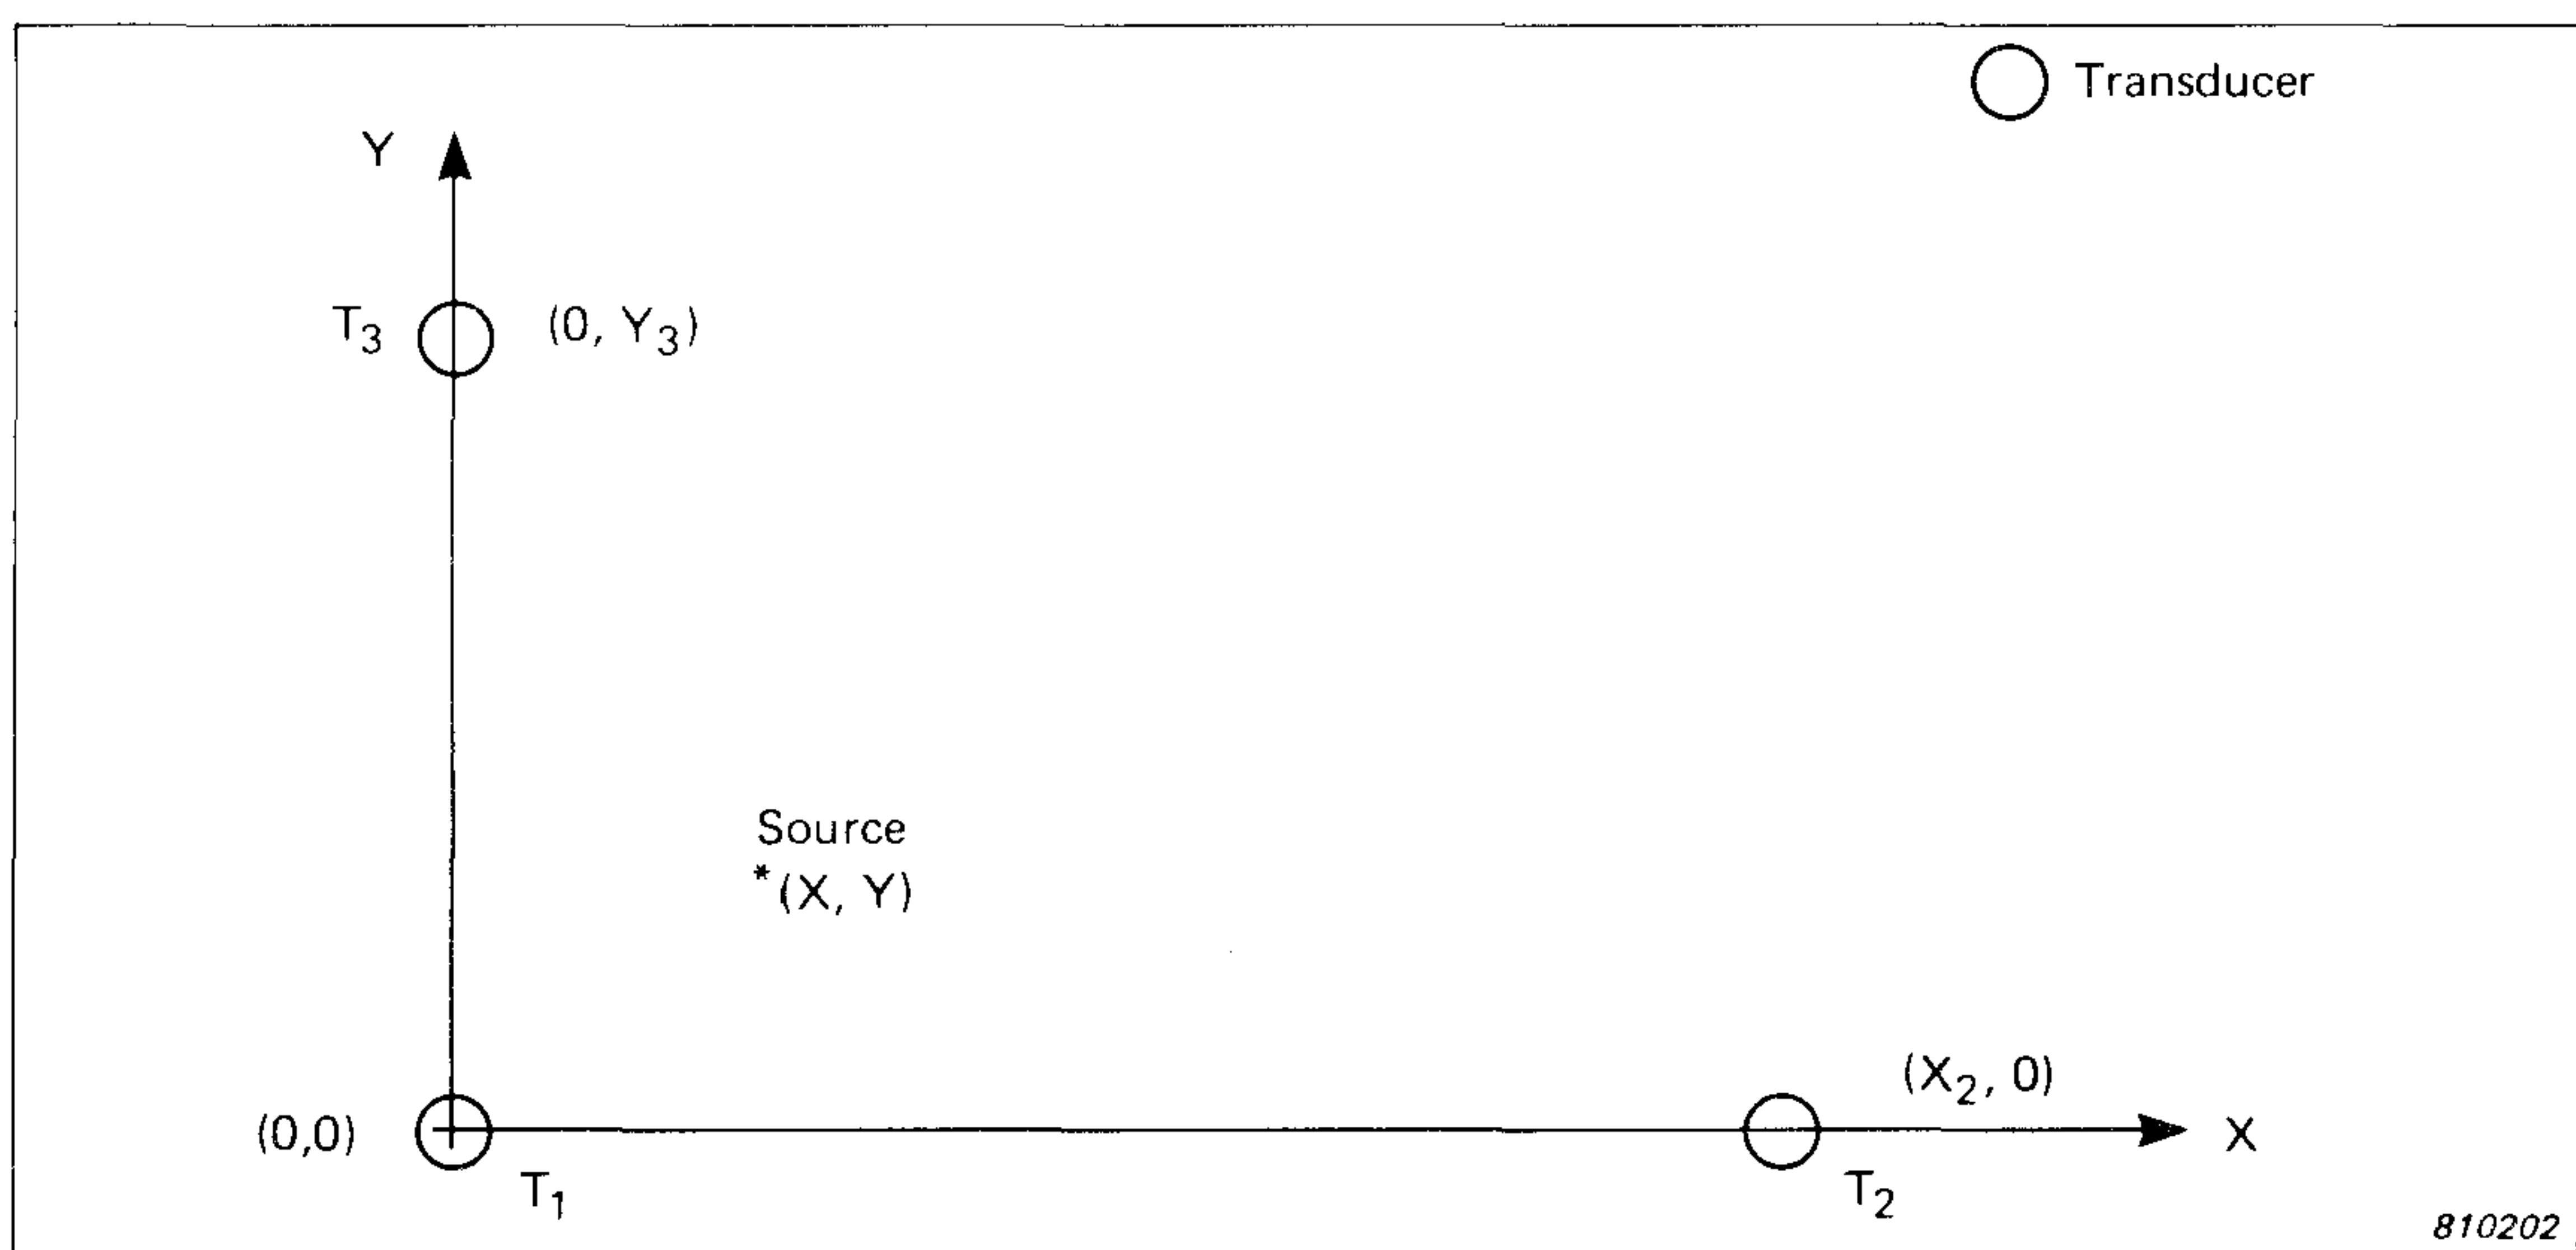 Transducer
Y
T3 (0, Y3)
Source
*(X, Y)
(X2, 0)
(0,0)
X
T1
T2
810202